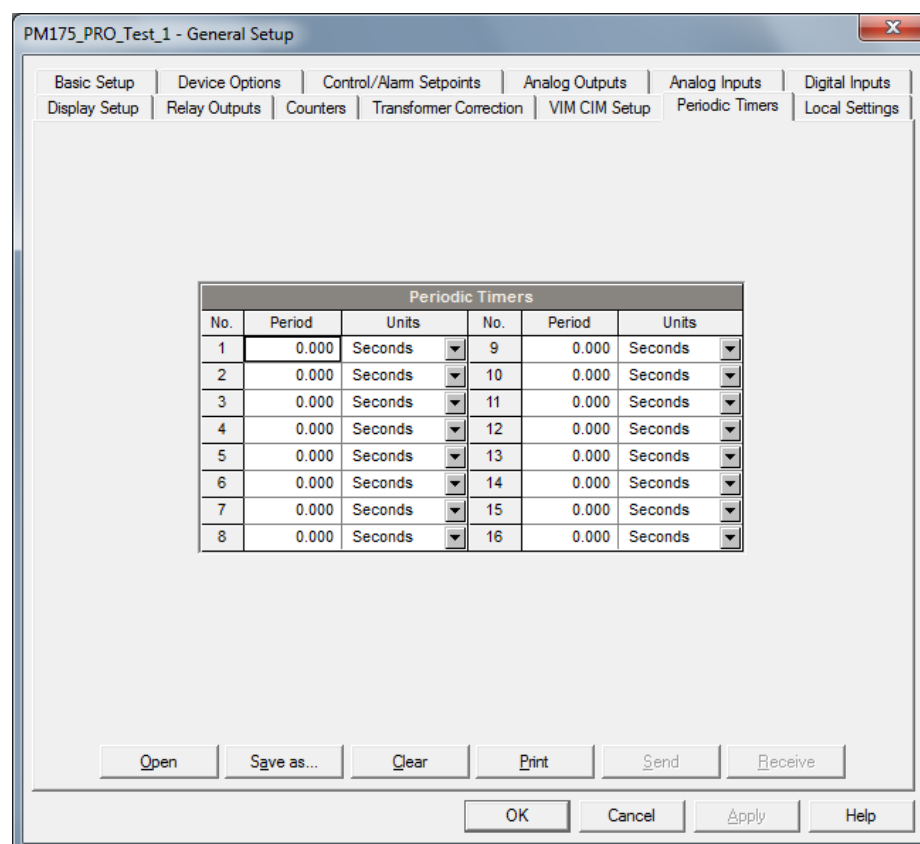 PM175_PRO_Test_1 - General Setup
Basic Setup Device Options Control/Alarm Setpoints Analog Outputs Analog Inputs Digital Inputs
Display Setup Relay Outputs Counters Transformer Correction VIM CIM Setup Periodic Timers Local Settings
Periodic Timers
No. Period Units No. Period Units
1 0.000 Seconds 9 0.000 Seconds
2 0.000 Seconds 10 0.000 Seconds
3 0.000 Seconds 11 0.000 Seconds
4 0.000 Seconds 12 0.000 Seconds
5 0.000 Seconds 13 0.000 Seconds
6 0.000 Seconds 14 0.000 Seconds
7 0.000 Seconds 15 0.000 Seconds
8 0.000 Seconds 16 0.000 Seconds
Open Save as... Clear Print Send Receive
OK Cancel Apply Help